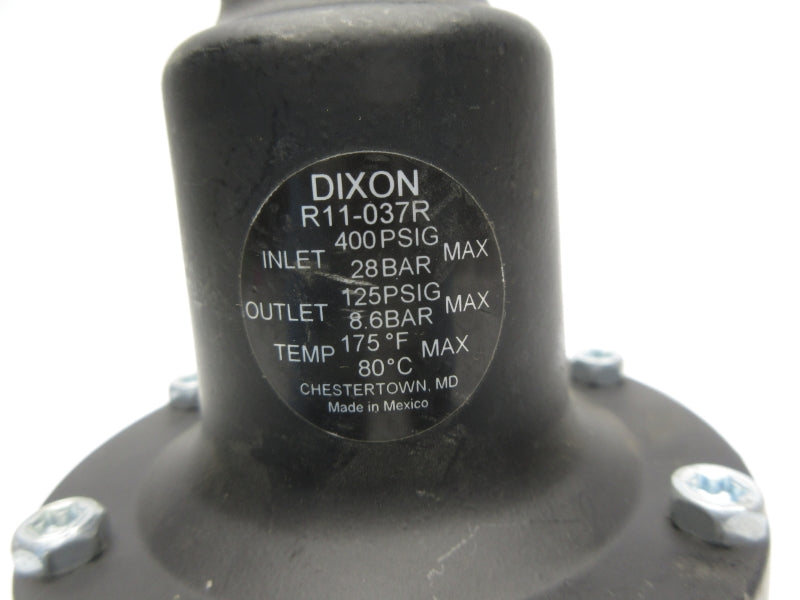 DIXON
R11-037R
INLET 400PSIG 28BAR MAX
OUTLET 125PSIG 8.6BAR MAX
TEMP 175°F 80°C MAX
CHESTERTOWN, MD
Made in Mexico